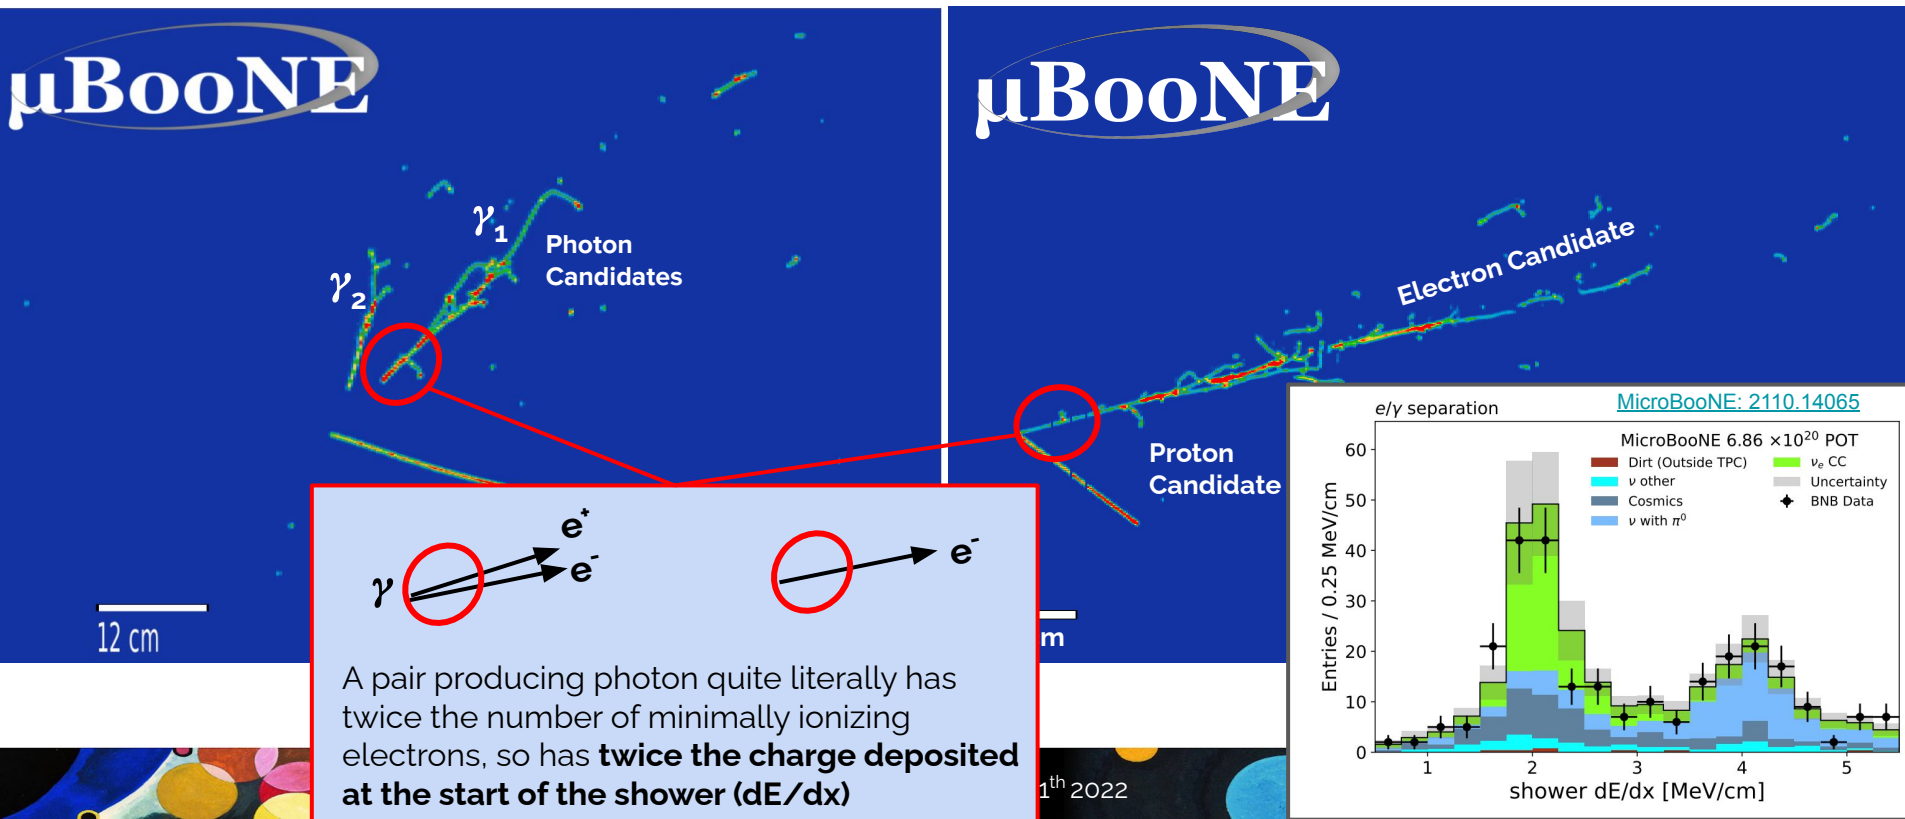 μBooNE
γ1
Photon
Candidates
γ2
12 cm
μBooNE
Electron Candidate
Proton
Candidate
m
γ
e+
e-
e-
A pair producing photon quite literally has
twice the number of minimally ionizing
electrons, so has twice the charge deposited
at the start of the shower (dE/dx)
1th 2022
e/γ separation
MicroBooNE: 2110.14065
MicroBooNE 6.86 ×10^20 POT
Dirt (Outside TPC)
ν other
Cosmics
ν with π0
νe CC
Uncertainty
BNB Data
Entries / 0.25 MeV/cm
60
50
40
30
20
10
0
1 2 3 4 5
shower dE/dx [MeV/cm]